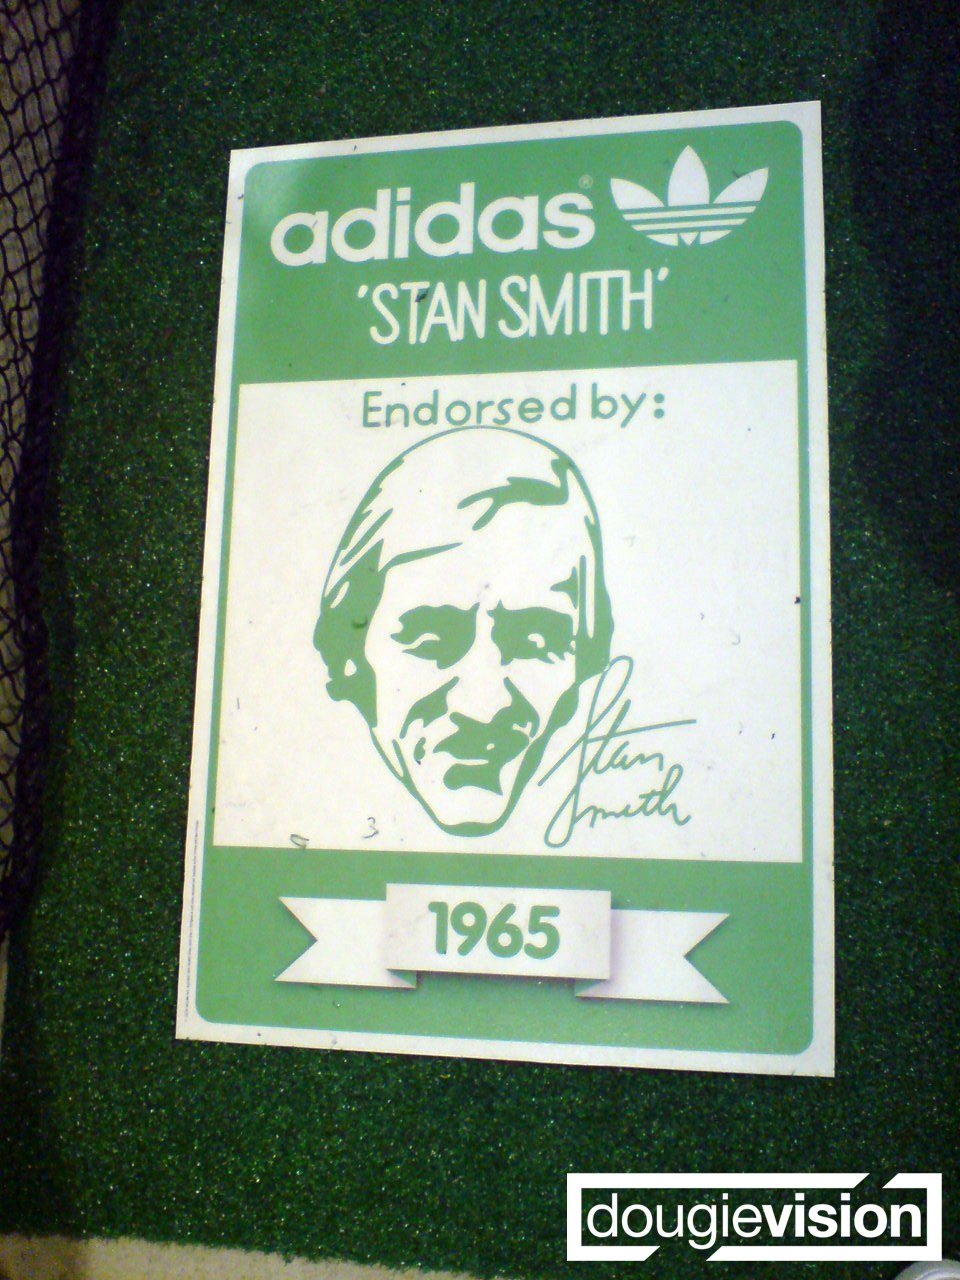 adidas®
'STAN SMITH'
Endorsed by:
Stan
Smith
1965
dougievision